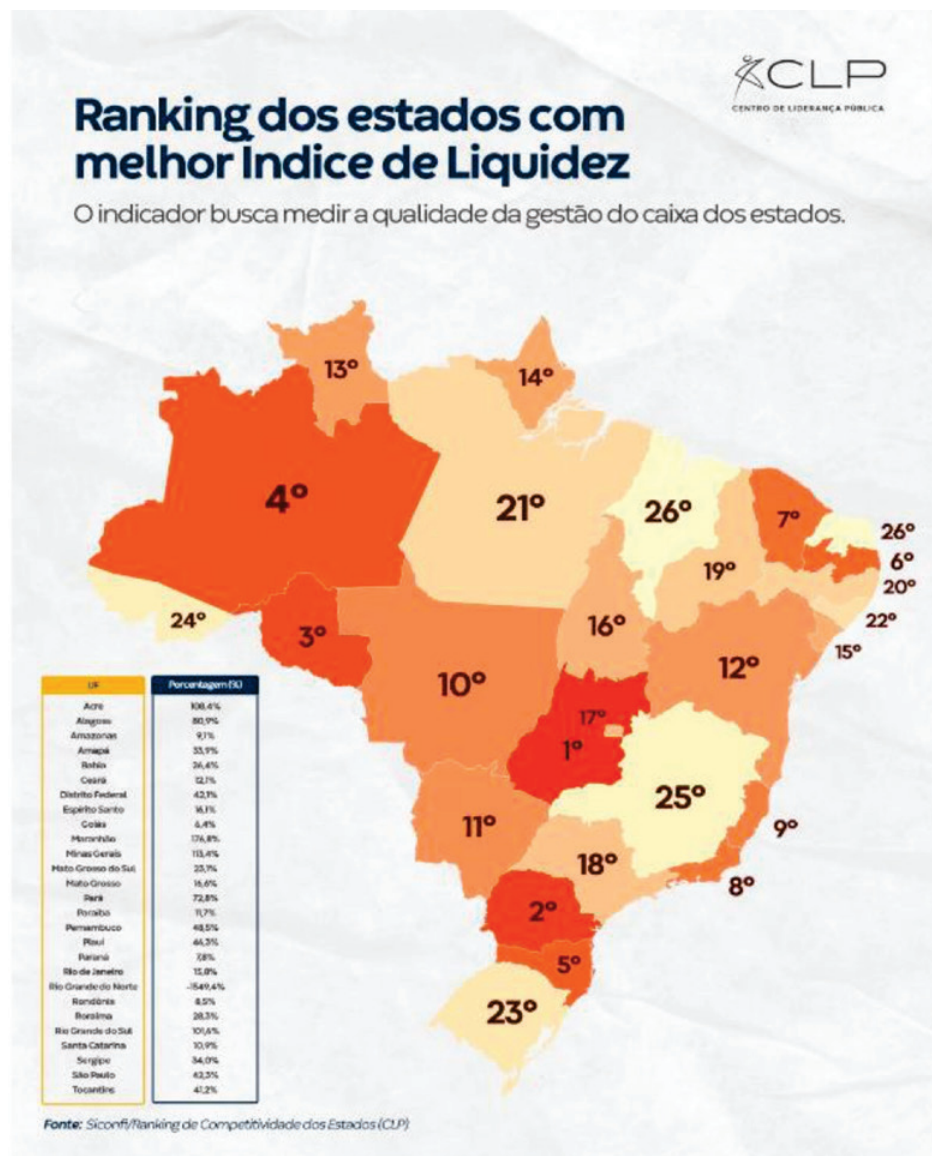 CLP
CENTRO DE LIDERANÇA PÚBLICA
Ranking dos estados com
melhor Indice de Liquidez
O indicador busca medir a qualidade da gestão do caixa dos estados.
13º
14º
4º
21º
26º
7º
26º
6º
19º
20º
24º
3º
16º
22º
15º
12º
10º
17º
1º
25º
11º
9º
18º
8º
2º
5º
23º
UF Porcentagem (%)
Acre 108,4%
Alagoas 80,9%
Amazonas 9,1%
Amapá 33,9%
Bahia 26,4%
Ceará 12,1%
Distrito Federal 42,1%
Espírito Santo 16,1%
Goiás 6,4%
Maranhão 176,8%
Minas Gerais 113,4%
Mato Grosso do Sul 23,1%
Mato Grosso 16,6%
Pará 72,8%
Paraíba 11,7%
Pernambuco 48,5%
Piauí 44,3%
Paraná 7,8%
Rio de Janeiro 15,8%
Rio Grande do Norte -1549,4%
Rondônia 8,5%
Roraima 28,3%
Rio Grande do Sul 101,6%
Santa Catarina 10,9%
Sergipe 34,0%
São Paulo 42,3%
Tocantins 41,2%
Fonte: Siconfi/Ranking de Competitividade dos Estados (CLP)